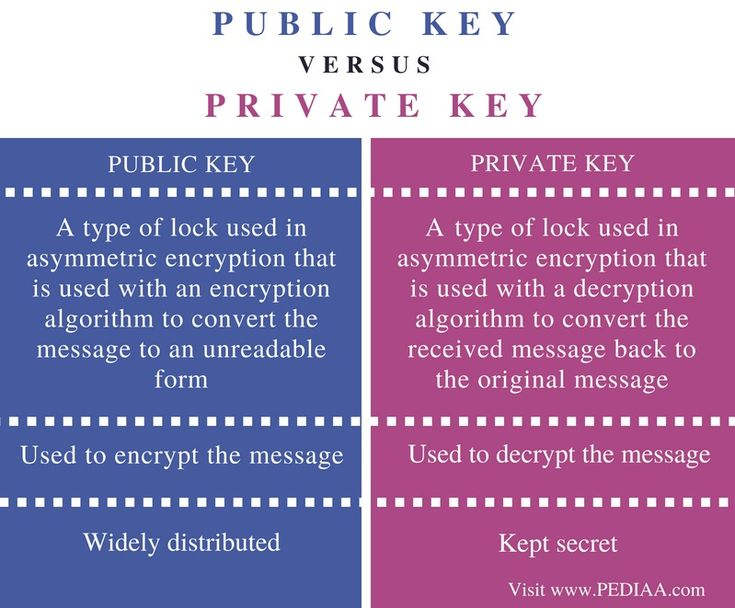 PUBLIC KEY
VERSUS
PRIVATE KEY
PUBLIC KEY
A type of lock used in
asymmetric encryption that
is used with an encryption
algorithm to convert the
message to an unreadable
form
Used to encrypt the message
Widely distributed
PRIVATE KEY
A type of lock used in
asymmetric encryption that
is used with a decryption
algorithm to convert the
received message back to
the original message
Used to decrypt the message
Kept secret
Visit www.PEDIAA.com